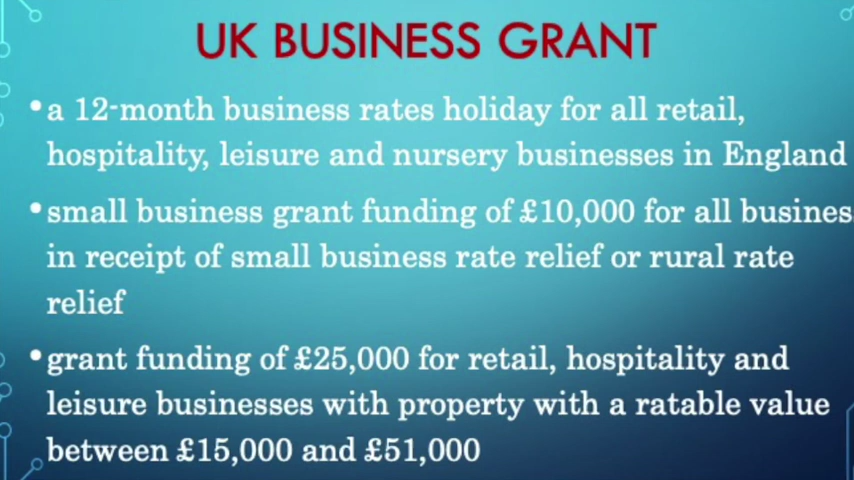 UK BUSINESS GRANT
• a 12-month business rates holiday for all retail,
hospitality, leisure and nursery businesses in England
• small business grant funding of £10,000 for all busines
in receipt of small business rate relief or rural rate
relief
• grant funding of £25,000 for retail, hospitality and
leisure businesses with property with a ratable value
between £15,000 and £51,000